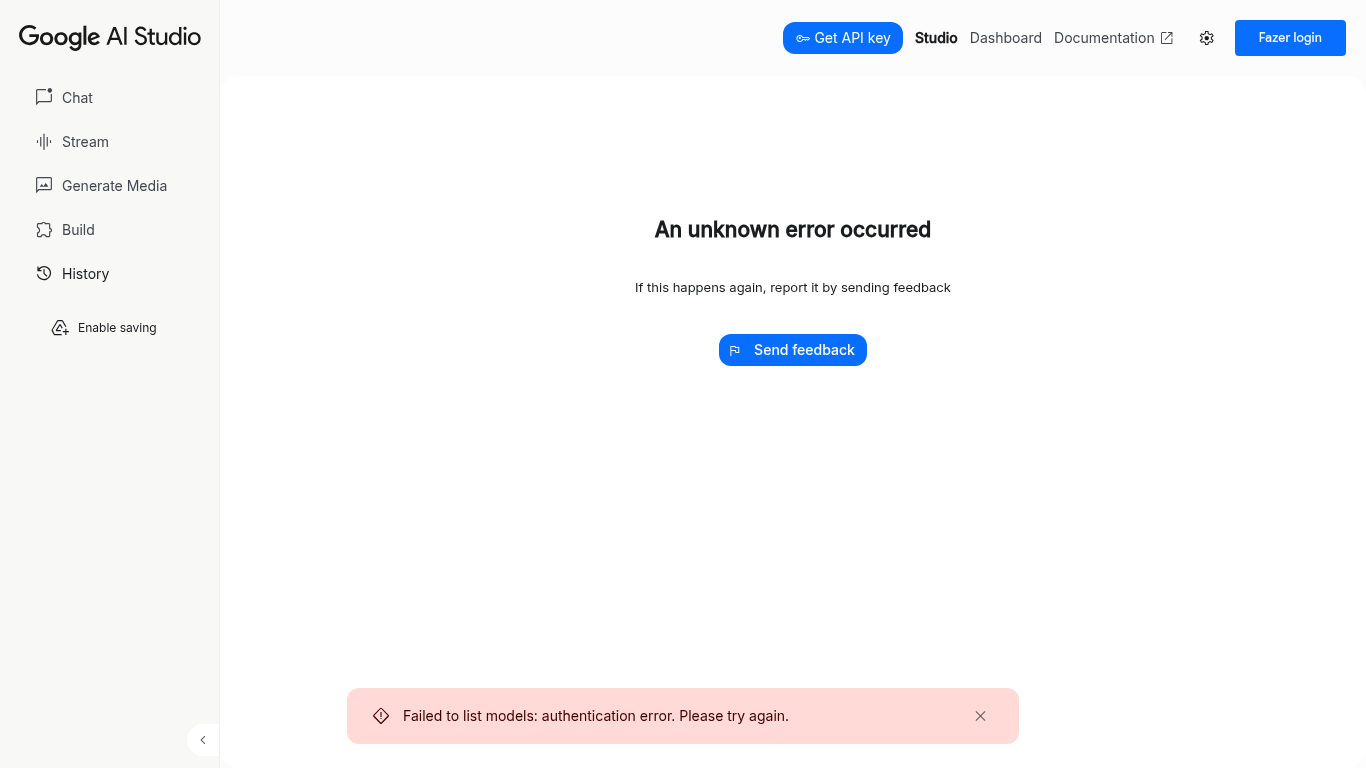 Google AI Studio
Get API key
Studio
Dashboard
Documentation
Fazer login
Chat
Stream
Generate Media
Build
History
Enable saving
An unknown error occurred
If this happens again, report it by sending feedback
Send feedback
Failed to list models: authentication error. Please try again.